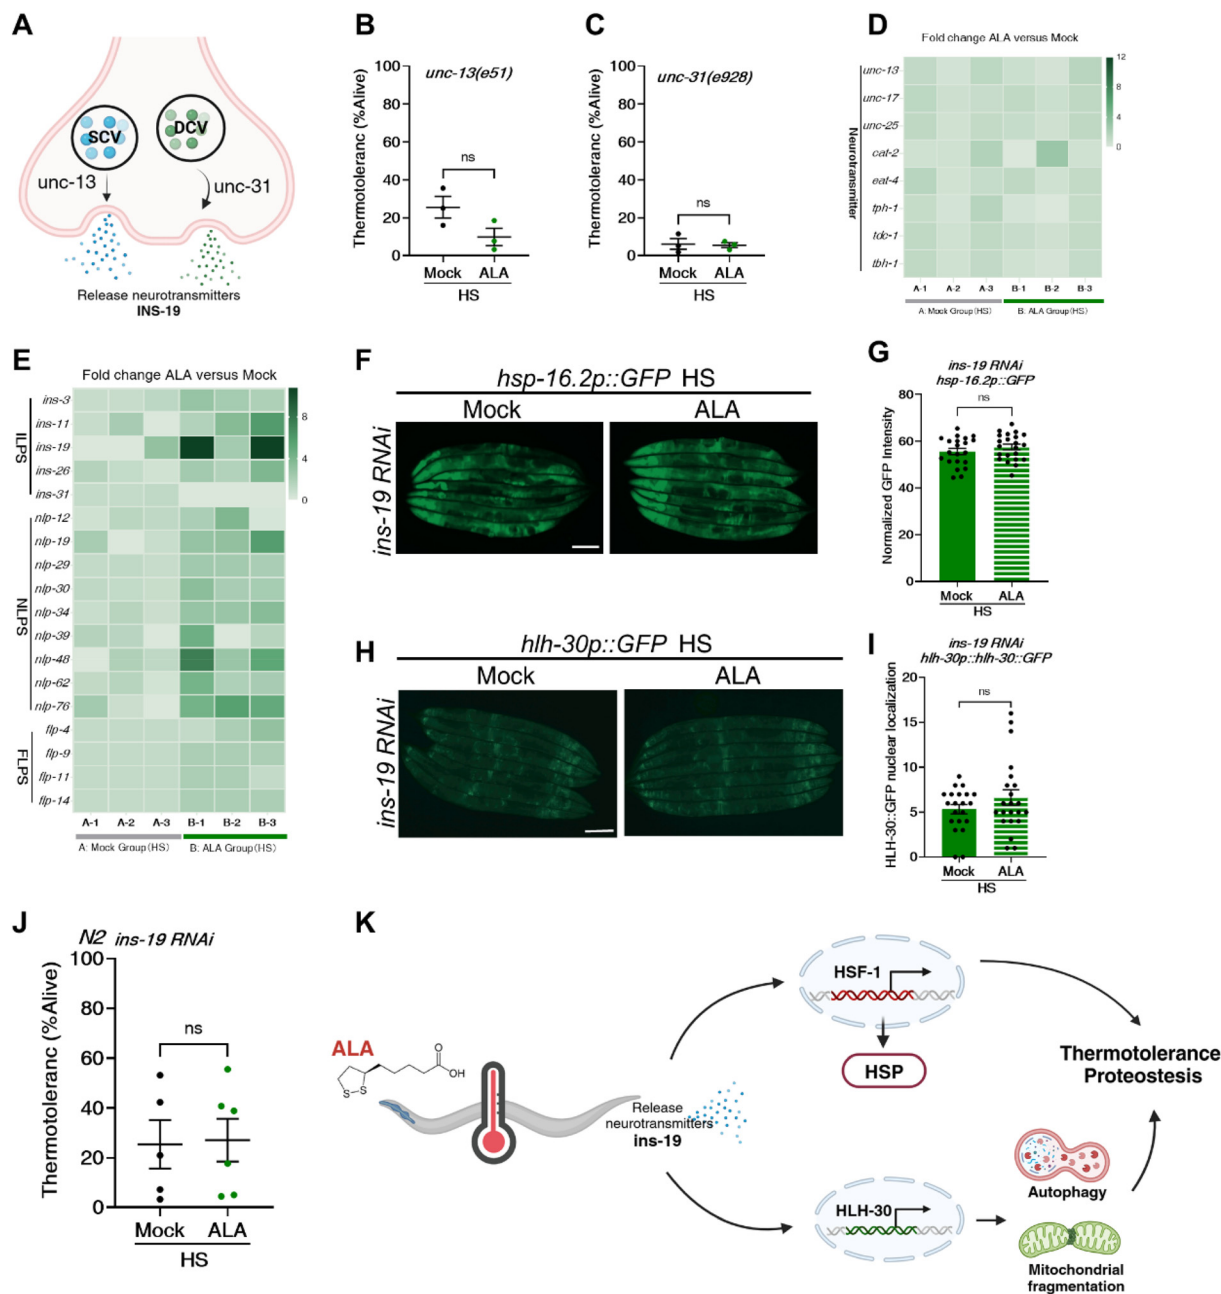 A
SCV
DCV
unc-13
unc-31
Release neurotransmitters
INS-19
B
unc-13(e51)
Thermotoleranc (%Alive)
100
80
60
40
20
0
ns
Mock
ALA
HS
C
unc-31(e928)
Thermotoleranc (%Alive)
100
80
60
40
20
0
ns
Mock
ALA
HS
D
Fold change ALA versus Mock
Neurotransmitter
unc-13
unc-17
unc-25
cat-2
eat-4
tph-1
tdc-1
tbh-1
12
8
4
0
A-1
A-2
A-3
B-1
B-2
B-3
A: Mock Group(HS)
B: ALA Group(HS)
E
Fold change ALA versus Mock
ILPS
ins-3
ins-11
ins-19
ins-26
ins-31
NLPS
nlp-12
nlp-19
nlp-29
nlp-30
nlp-34
nlp-39
nlp-48
nlp-62
nlp-76
FLPS
flp-4
flp-9
flp-11
flp-14
8
4
0
A-1
A-2
A-3
B-1
B-2
B-3
A: Mock Group(HS)
B: ALA Group(HS)
F
hsp-16.2p::GFP HS
Mock
ALA
ins-19 RNAi
G
ins-19 RNAi
hsp-16.2p::GFP
Normalized GFP Intensity
80
60
40
20
0
ns
Mock
ALA
HS
H
hlh-30p::GFP HS
Mock
ALA
ins-19 RNAi
I
ins-19 RNAi
hlh-30p::hlh-30::GFP
HLH-30::GFP nuclear localization
20
15
10
5
0
ns
Mock
ALA
HS
J
N2 ins-19 RNAi
Thermotoleranc (%Alive)
100
80
60
40
20
0
ns
Mock
ALA
HS
K
ALA
O
OH
S-S
Release
neurotransmitters
ins-19
HSF-1
HSP
HLH-30
Autophagy
Mitochondrial
fragmentation
Thermotolerance
Proteostesis